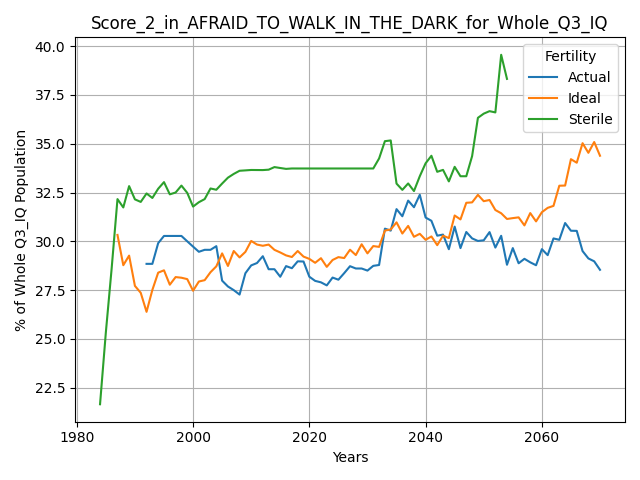 Score_2_in_AFRAID_TO_WALK_IN_THE_DARK_for_Whole_Q3_IQ
% of Whole Q3_IQ Population
40.0
37.5
35.0
32.5
30.0
27.5
25.0
22.5
Fertility
Actual
Ideal
Sterile
1980
2000
2020
2040
2060
Years